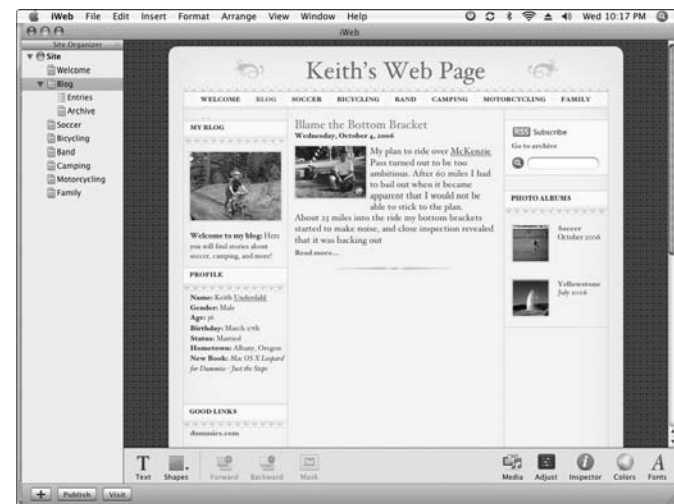 iWeb File Edit Insert Format Arrange View Window Help Wed 10:17 PM
iWeb
Site Organizer
Site
Welcome
Blog
Entries
Archive
Soccer
Bicycling
Band
Camping
Motorcycling
Family
Keith's Web Page
WELCOME BLOG SOCCER BICYCLING BAND CAMPING MOTORCYCLING FAMILY
MY BLOG
Welcome to my blog: Here
you will find stories about
soccer, camping, and more!
PROFILE
Name: Keith Underdahl
Gender: Male
Age: 36
Birthday: March 27th
Status: Married
Hometown: Albany, Oregon
New Book: Mac OS X Leopard
for Dummies - Just the Steps
GOOD LINKS
dummies.com
Blame the Bottom Bracket
Wednesday, October 4, 2006
My plan to ride over McKenzie
Pass turned out to be too
ambitious. After 60 miles I had
to bail out when it became
apparent that I would not be
able to stick to the plan.
About 25 miles into the ride my bottom brackets
started to make noise, and close inspection revealed
that it was backing out
Read more...
RSS Subscribe
Go to archive
PHOTO ALBUMS
Soccer
October 2006
Yellowstone
July 2006
T
Text Shapes Forward Backward Mask Media Adjust Inspector Colors Fonts
+ Publish Visit